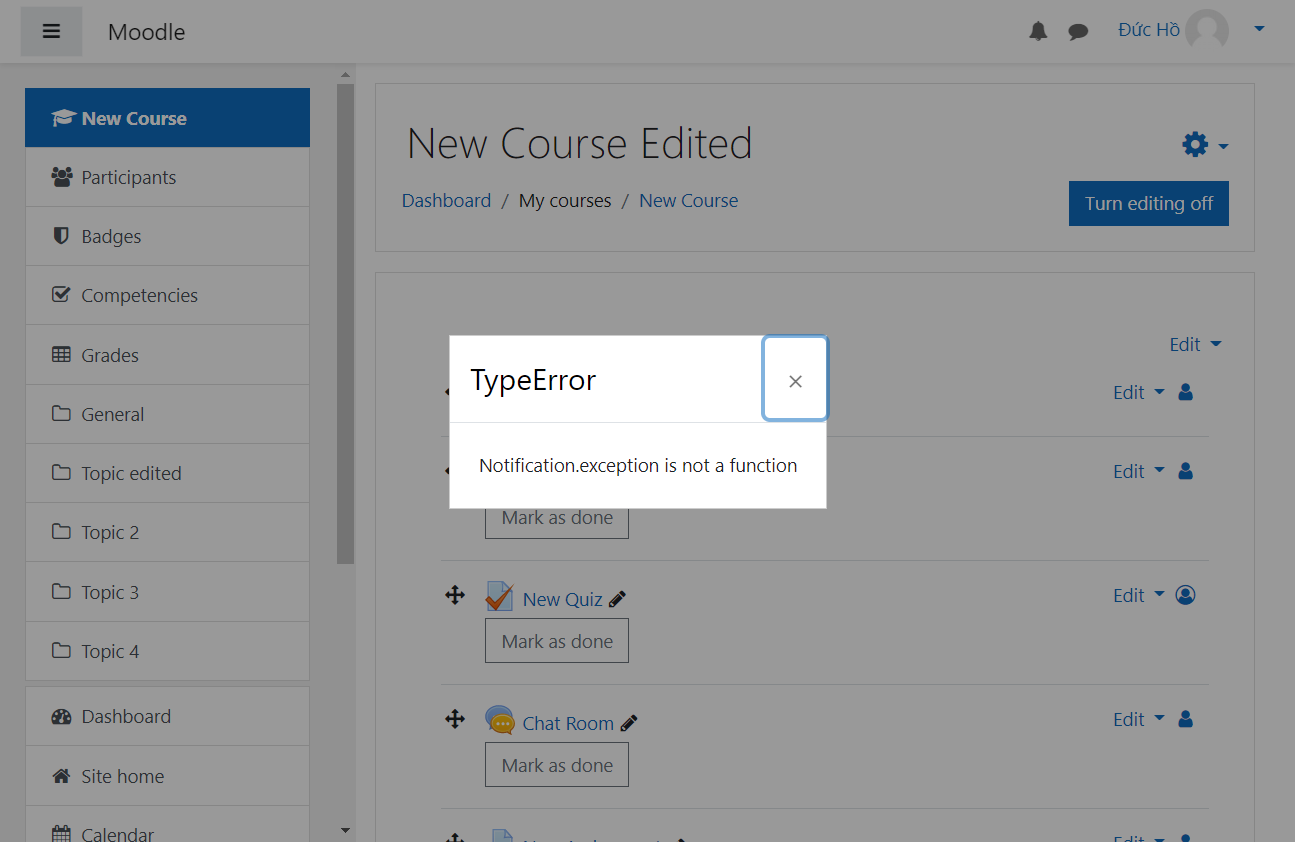 Moodle
Đức Hồ
New Course
Participants
Badges
Competencies
Grades
General
Topic edited
Topic 2
Topic 3
Topic 4
Dashboard
Site home
Calendar
New Course Edited
Dashboard / My courses / New Course
Turn editing off
Edit
Edit
TypeError
×
Notification.exception is not a function
Edit
Mark as done
New Quiz
Edit
Mark as done
Chat Room
Edit
Mark as done
Edit